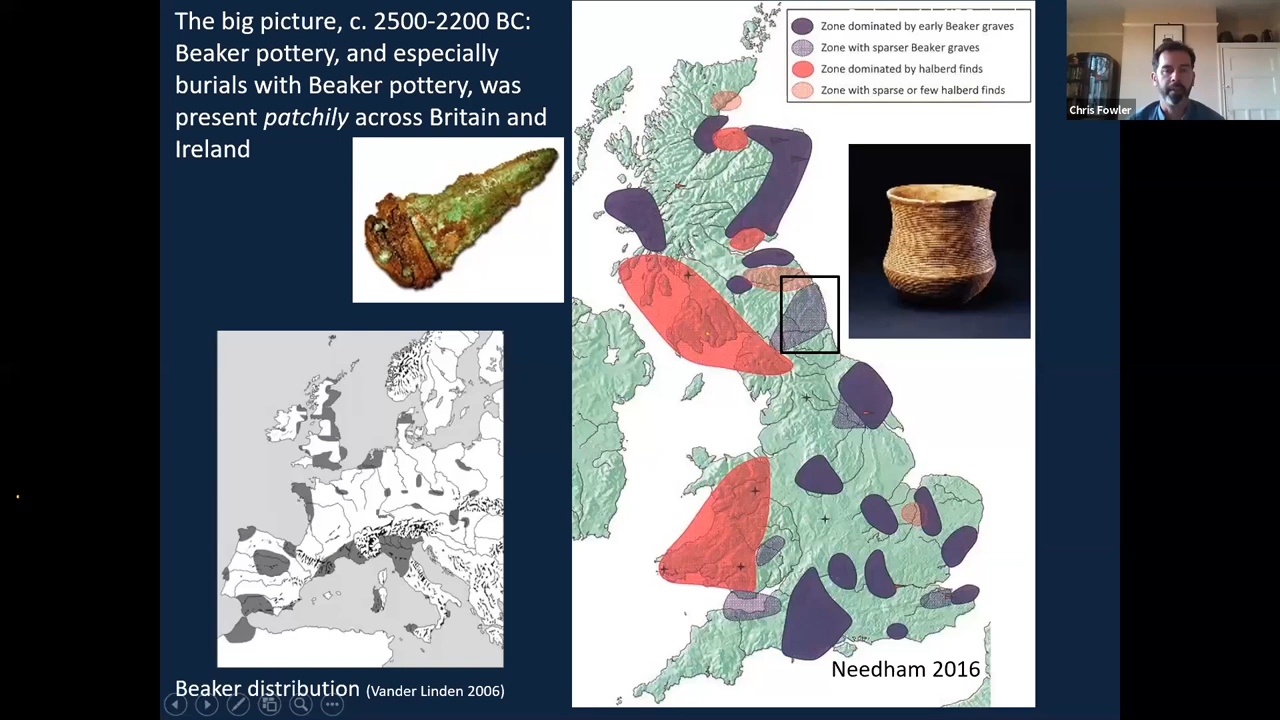 The big picture, c. 2500-2200 BC:
Beaker pottery, and especially
burials with Beaker pottery, was
present patchily across Britain and
Ireland
Zone dominated by early Beaker graves
Zone with sparser Beaker graves
Zone dominated by halberd finds
Zone with sparse or few halberd finds
Chris Fowler
Needham 2016
Beaker distribution (Vander Linden 2006)